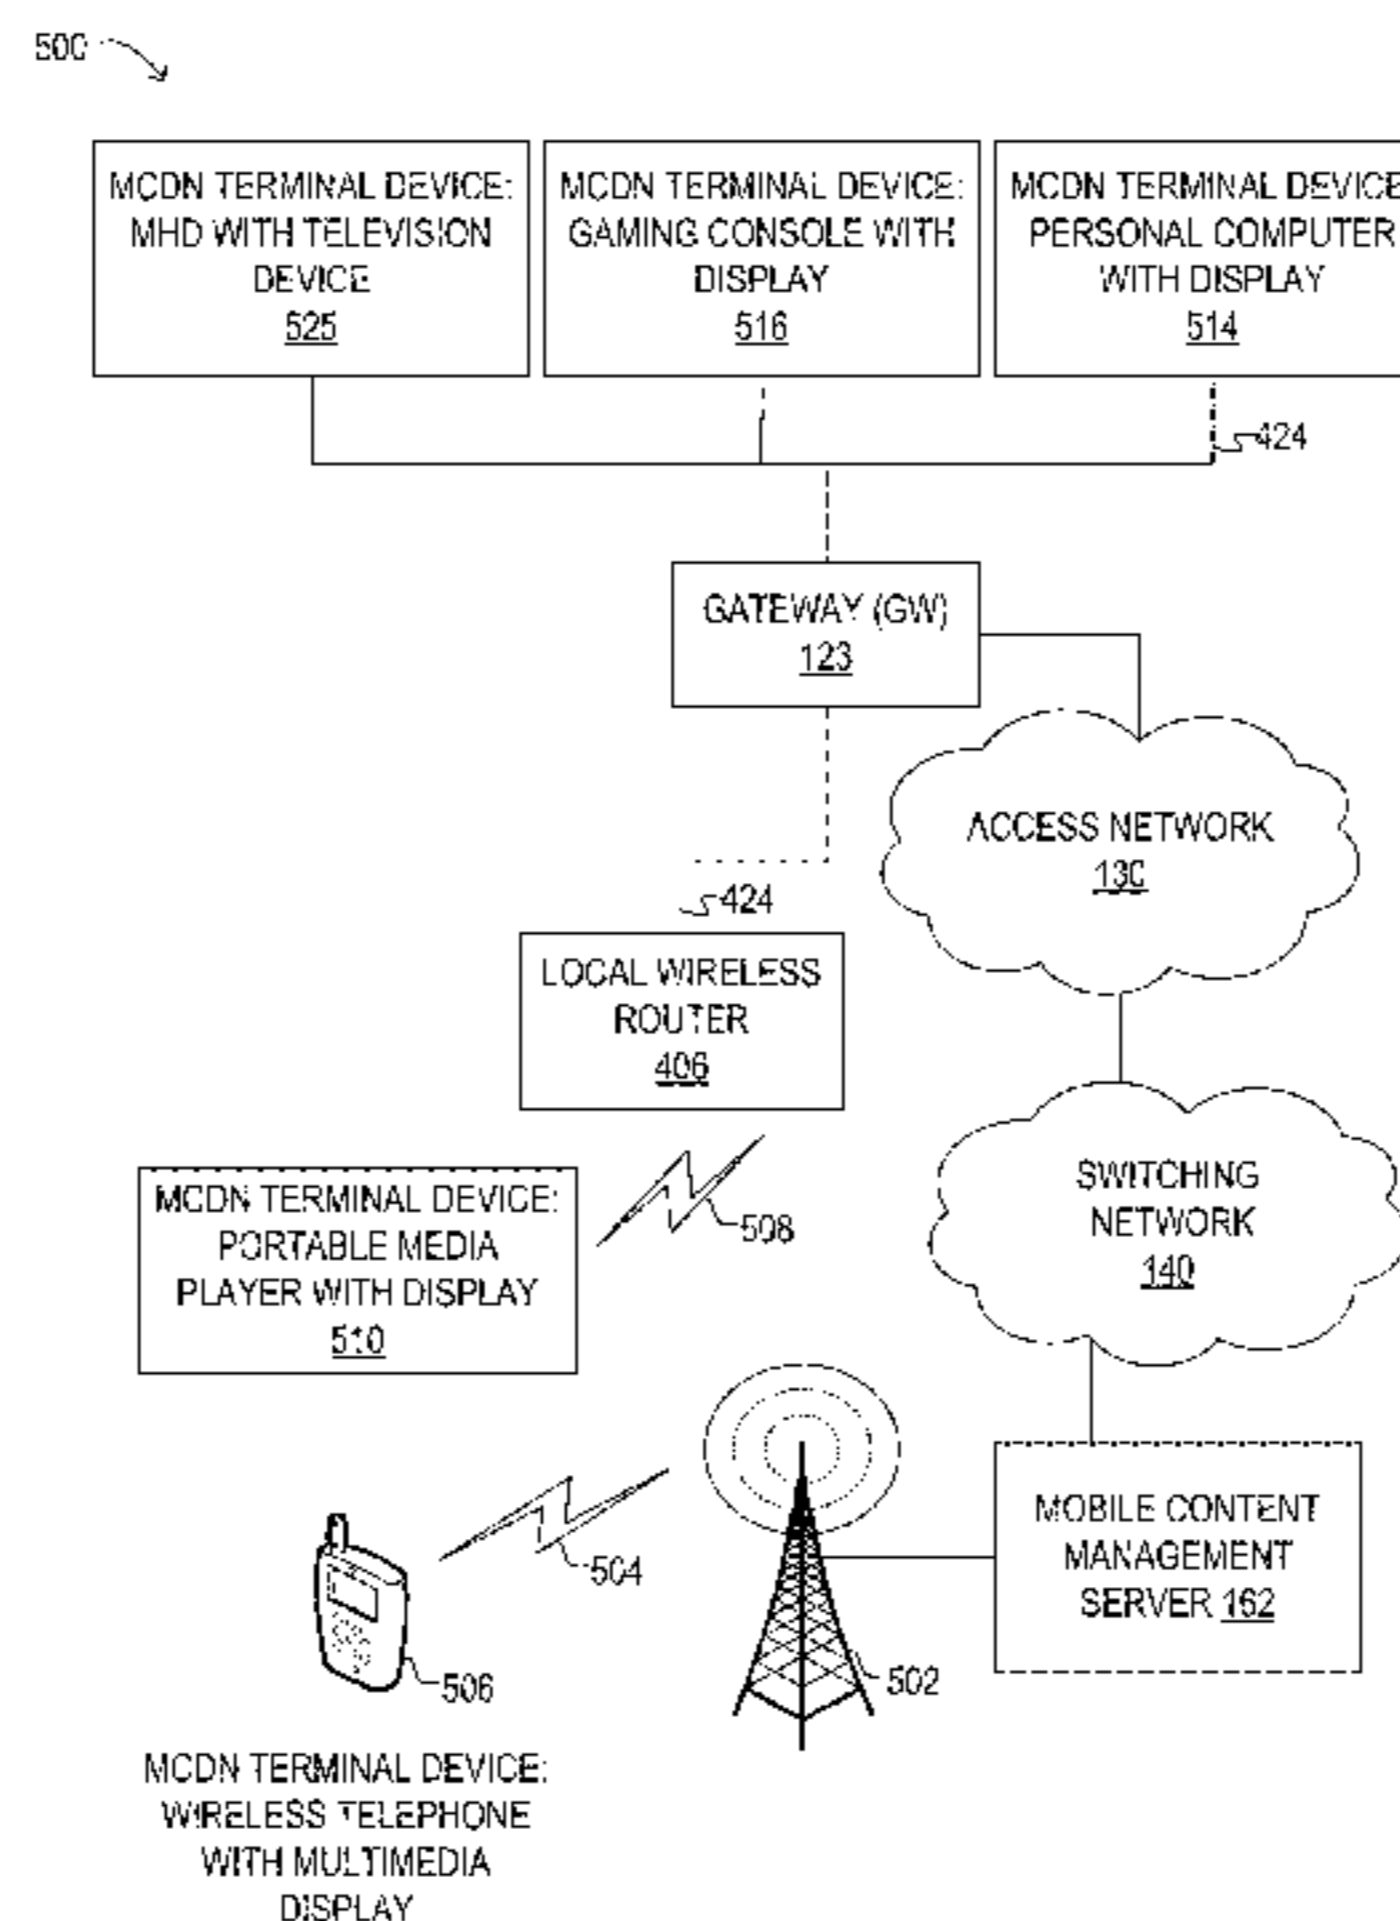 500
MCDN TERMINAL DEVICE:
MHD WITH TELEVISION
DEVICE
525
MCDN TERMINAL DEVICE:
GAMING CONSOLE WITH
DISPLAY
516
MCDN TERMINAL DEVICE
PERSONAL COMPUTER
WITH DISPLAY
514
424
GATEWAY (GW)
123
ACCESS NETWORK
130
424
LOCAL WIRELESS
ROUTER
406
508
MCDN TERMINAL DEVICE:
PORTABLE MEDIA
PLAYER WITH DISPLAY
510
SWITCHING
NETWORK
140
504
506
502
MOBILE CONTENT
MANAGEMENT
SERVER 162
MCDN TERMINAL DEVICE:
WIRELESS TELEPHONE
WITH MULTIMEDIA
DISPLAY